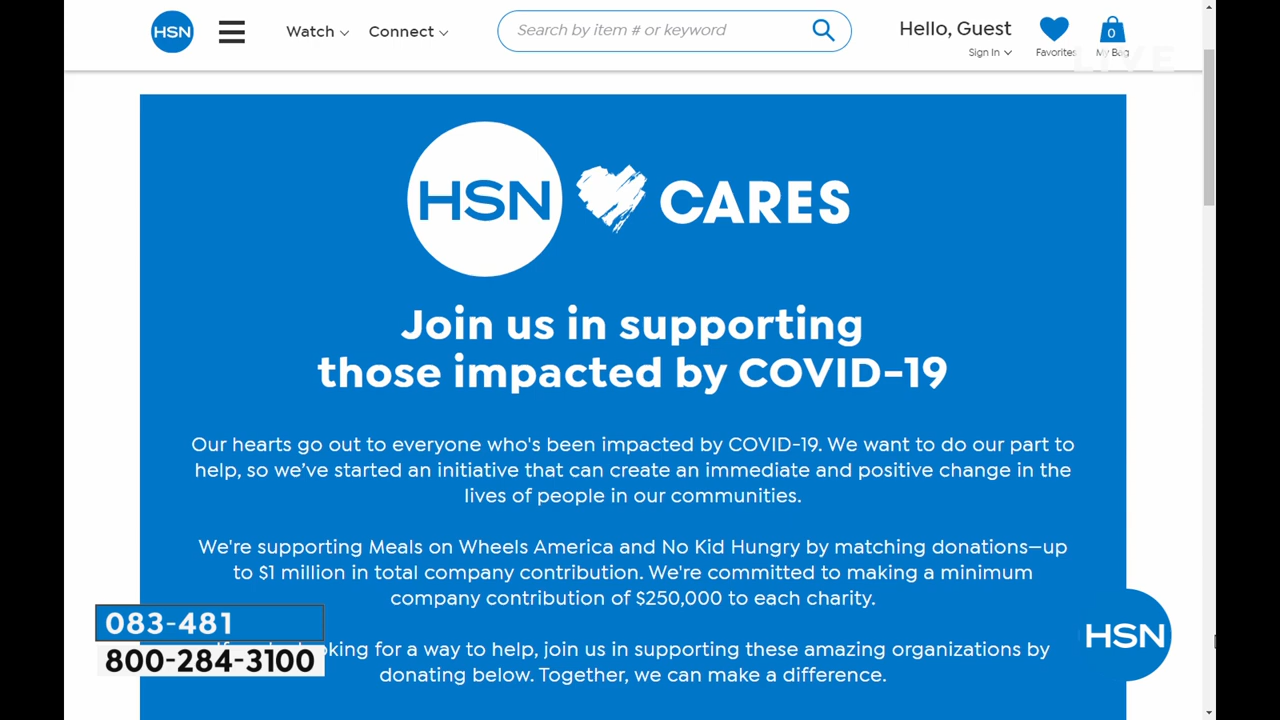 HSN
Watch
Connect
Search by item # or keyword
Hello, Guest
Sign In
Favorites
0
My Bag
LIVE
HSN CARES
Join us in supporting
those impacted by COVID-19
Our hearts go out to everyone who's been impacted by COVID-19. We want to do our part to
help, so we've started an initiative that can create an immediate and positive change in the
lives of people in our communities.
We're supporting Meals on Wheels America and No Kid Hungry by matching donations—up
to $1 million in total company contribution. We're committed to making a minimum
company contribution of $250,000 to each charity.
for a way to help, join us in supporting these amazing organizations by
donating below. Together, we can make a difference.
083-481
800-284-3100
HSN